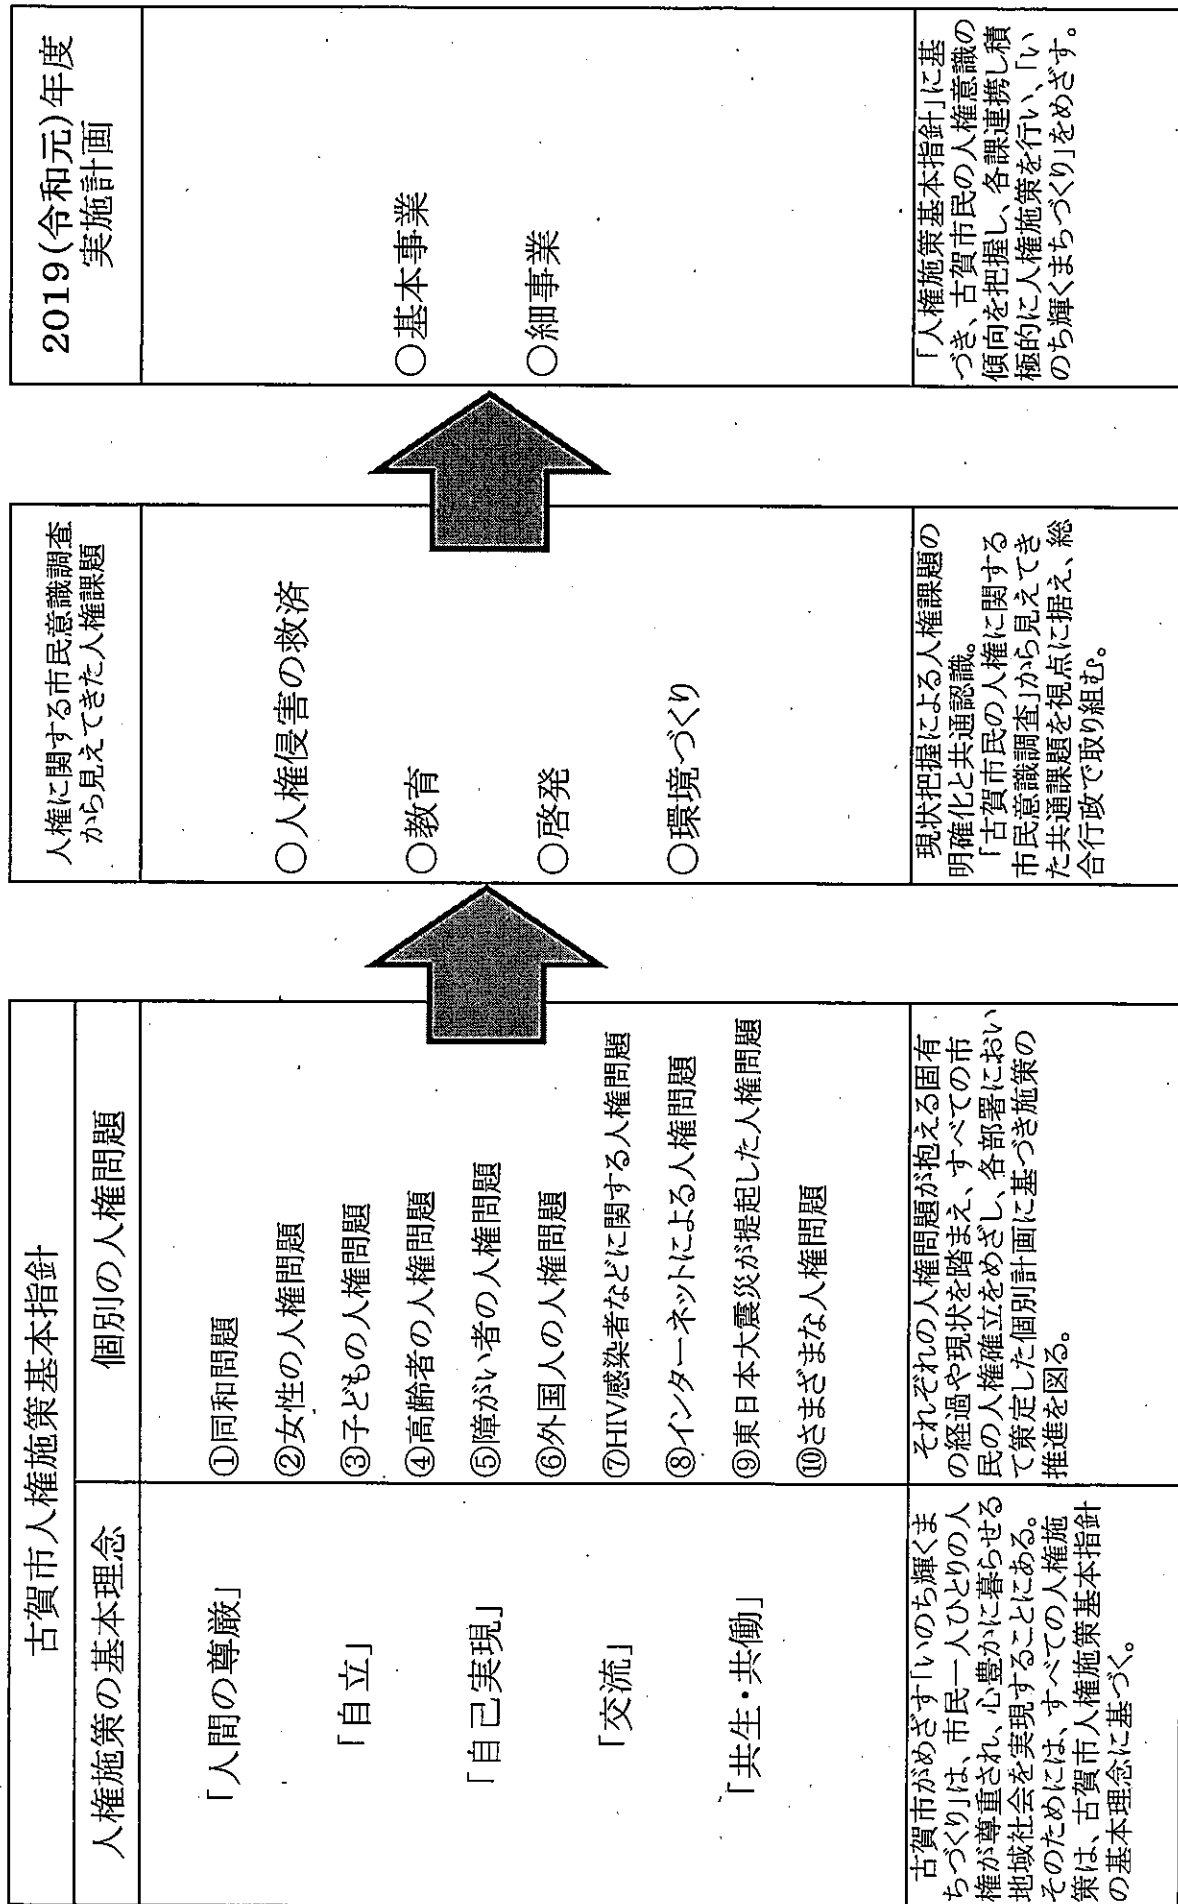 古賀市人権施策基本指針
人権施策の基本理念
個別の人権問題
「人間の尊厳」
「自立」
「自己実現」
「交流」
「共生・共働」
①同和問題
②女性の人権問題
③子どもの人権問題
④高齢者の人権問題
⑤障がい者の人権問題
⑥外国人の人権問題
⑦HIV感染者などに関する人権問題
⑧インターネットによる人権問題
⑨東日本大震災が提起した人権問題
⑩さまざまな人権問題
古賀市がめざす「いのち輝くま
ちづくり」は、市民一人ひとりの人
権が尊重され、心豊かに暮らせる
地域社会を実現することにある。
そのためには、すべての人権施
策は、古賀市人権施策基本指針
の基本理念に基づく。
それぞれの人権問題が抱える固有
の経過や現状を踏まえ、すべての市
民の人権確立をめざし、各部署におい
て策定した個別計画に基づき施策の
推進を図る。
人権に関する市民意識調査
から見えてきた人権課題
○人権侵害の救済
○教育
○啓発
○環境づくり
現状把握による人権課題の
明確化と共通認識。
「古賀市民の人権に関する
市民意識調査」から見えてき
た共通課題を視点に据え、総
合行政で取り組む。
2019(令和元)年度
実施計画
○基本事業
○細事業
「人権施策基本指針」に基
づき、古賀市民の人権意識の
傾向を把握し、各課連携し積
極的に人権施策を行い、「い
のち輝くまちづくり」をめざす。